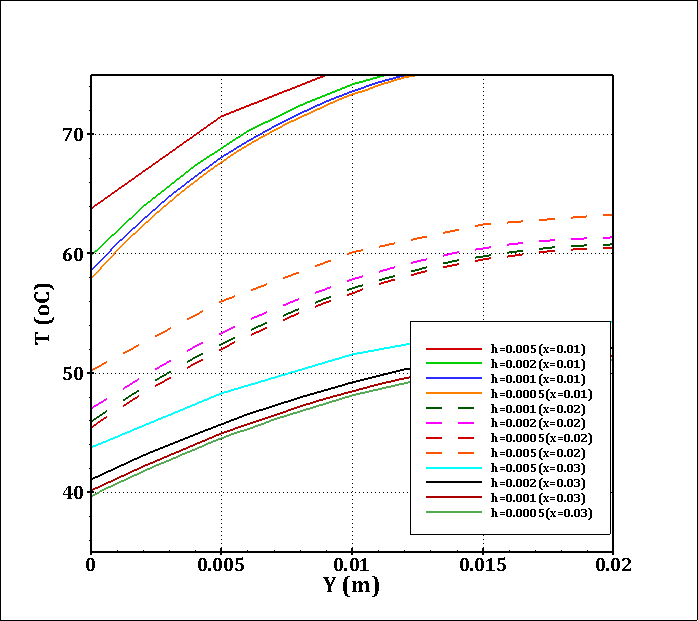 70
60
50
40
T (oC)
h=0.005(x=0.01)
h=0.002(x=0.01)
h=0.001(x=0.01)
h=0.0005(x=0.01)
h=0.001(x=0.02)
h=0.002(x=0.02)
h=0.0005(x=0.02)
h=0.005(x=0.02)
h=0.005(x=0.03)
h=0.002(x=0.03)
h=0.001(x=0.03)
h=0.0005(x=0.03)
0 0.005 0.01 0.015 0.02
Y (m)